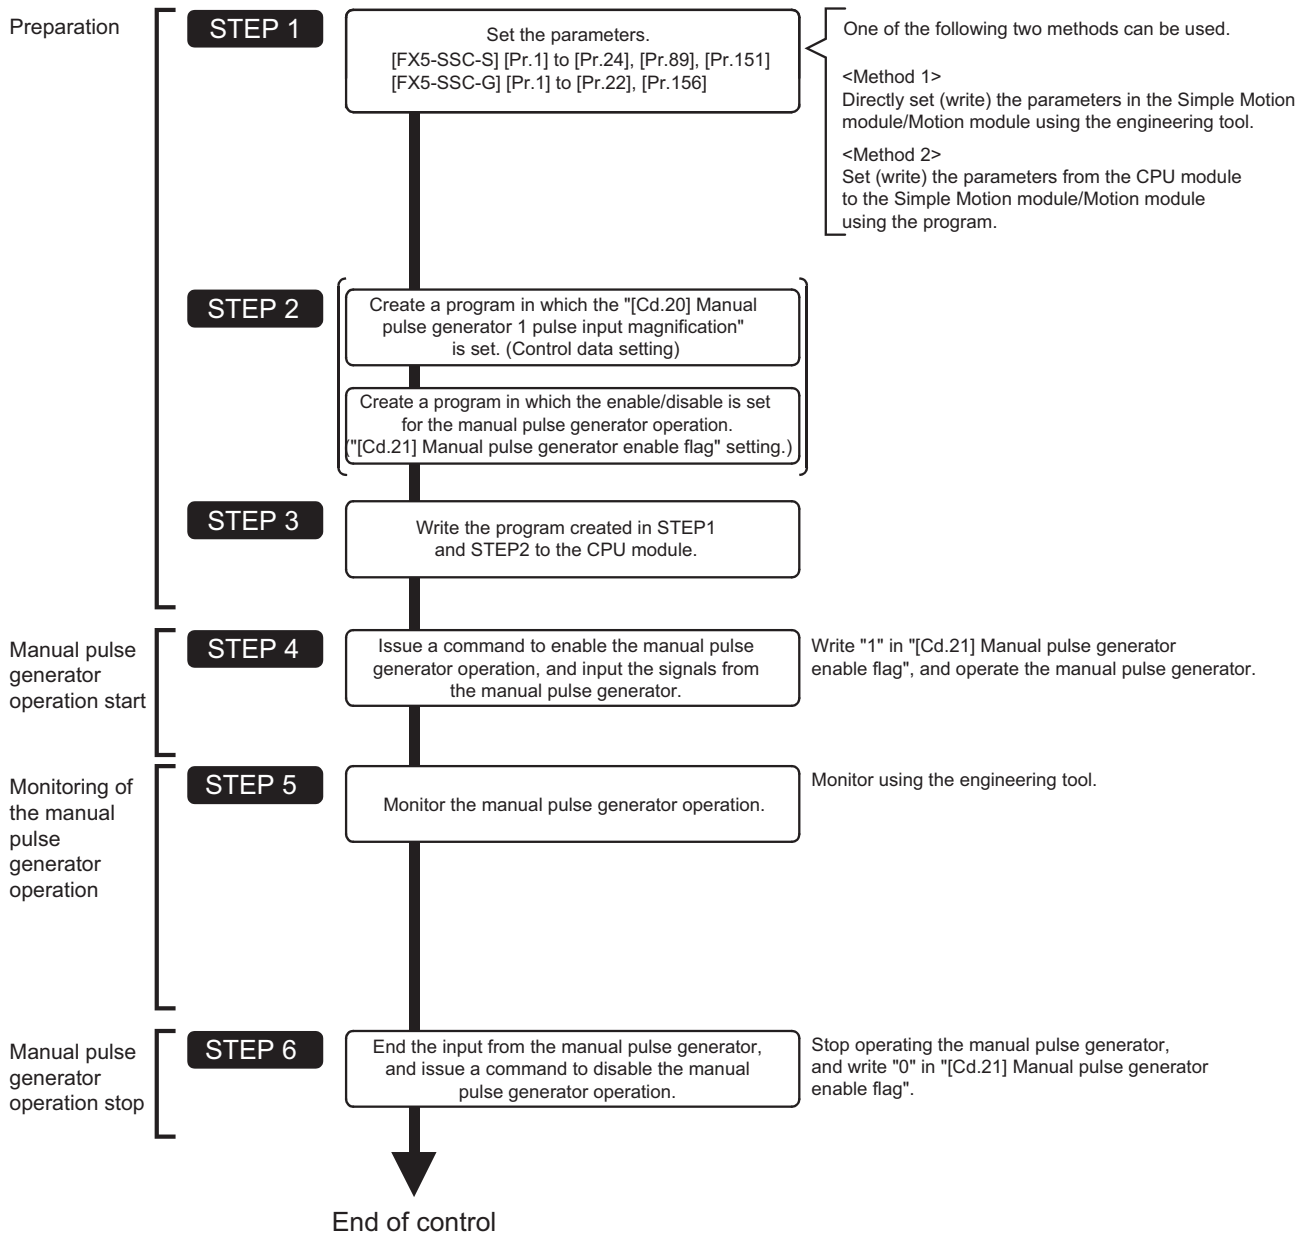 Preparation
STEP 1
Set the parameters.
[FX5-SSC-S] [Pr.1] to [Pr.24], [Pr.89], [Pr.151]
[FX5-SSC-G] [Pr.1] to [Pr.22], [Pr.156]
One of the following two methods can be used.
<Method 1>
Directly set (write) the parameters in the Simple Motion
module/Motion module using the engineering tool.
<Method 2>
Set (write) the parameters from the CPU module
to the Simple Motion module/Motion module
using the program.
STEP 2
Create a program in which the "[Cd.20] Manual
pulse generator 1 pulse input magnification"
is set. (Control data setting)
Create a program in which the enable/disable is set
for the manual pulse generator operation.
("[Cd.21] Manual pulse generator enable flag" setting.)
STEP 3
Write the program created in STEP1
and STEP2 to the CPU module.
Manual pulse
generator
operation start
STEP 4
Issue a command to enable the manual pulse
generator operation, and input the signals from
the manual pulse generator.
Write "1" in "[Cd.21] Manual pulse generator
enable flag", and operate the manual pulse generator.
Monitoring of
the manual
pulse
generator
operation
STEP 5
Monitor the manual pulse generator operation.
Monitor using the engineering tool.
Manual pulse
generator
operation stop
STEP 6
End the input from the manual pulse generator,
and issue a command to disable the manual
pulse generator operation.
Stop operating the manual pulse generator,
and write "0" in "[Cd.21] Manual pulse generator
enable flag".
End of control